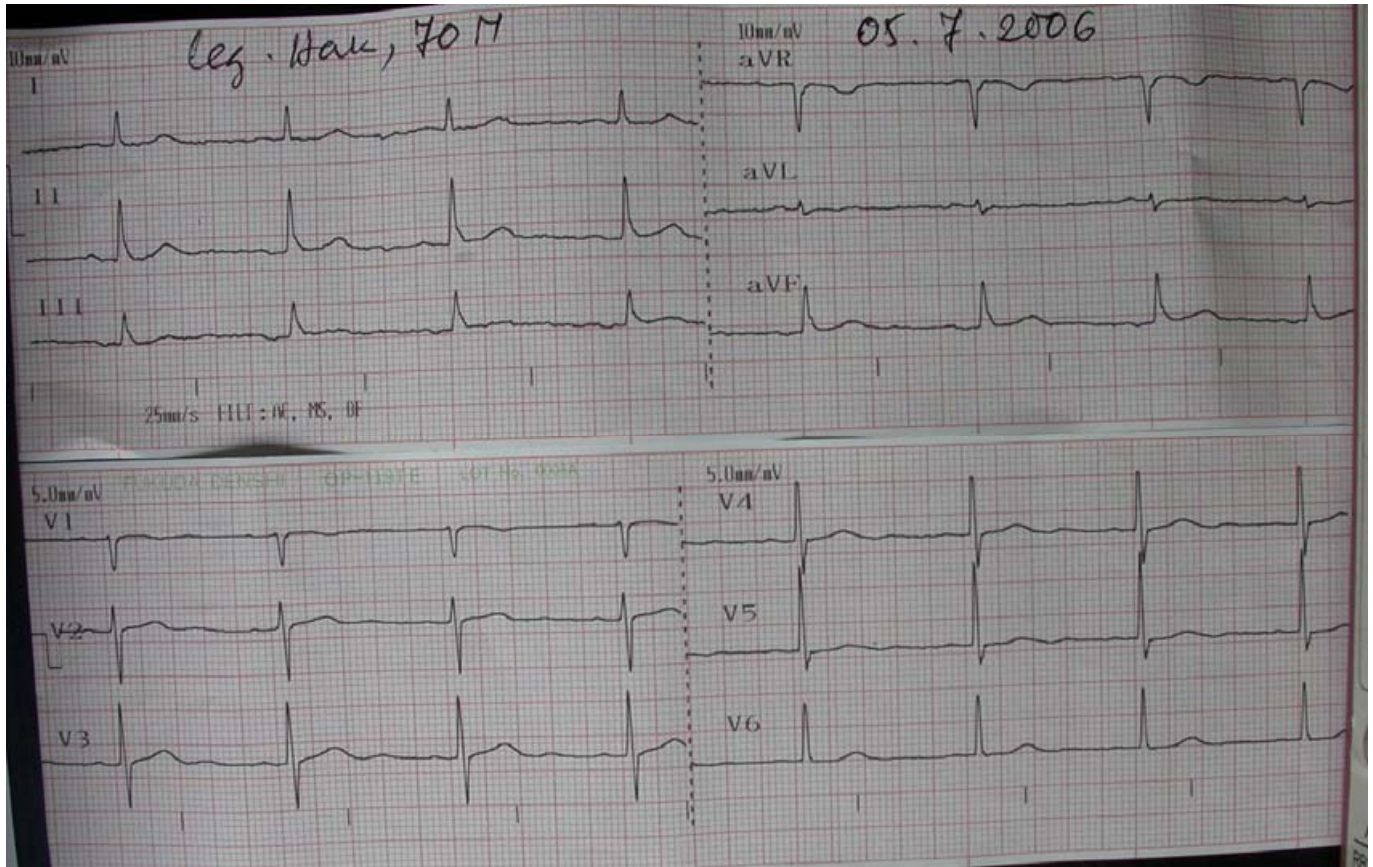 70 M
05.7.2006
10mm/mV
I
II
III
25mm/s
10mm/mV
aVR
aVL
aVF
5.0mm/mV
V1
V2
V3
5.0mm/mV
V4
V5
V6